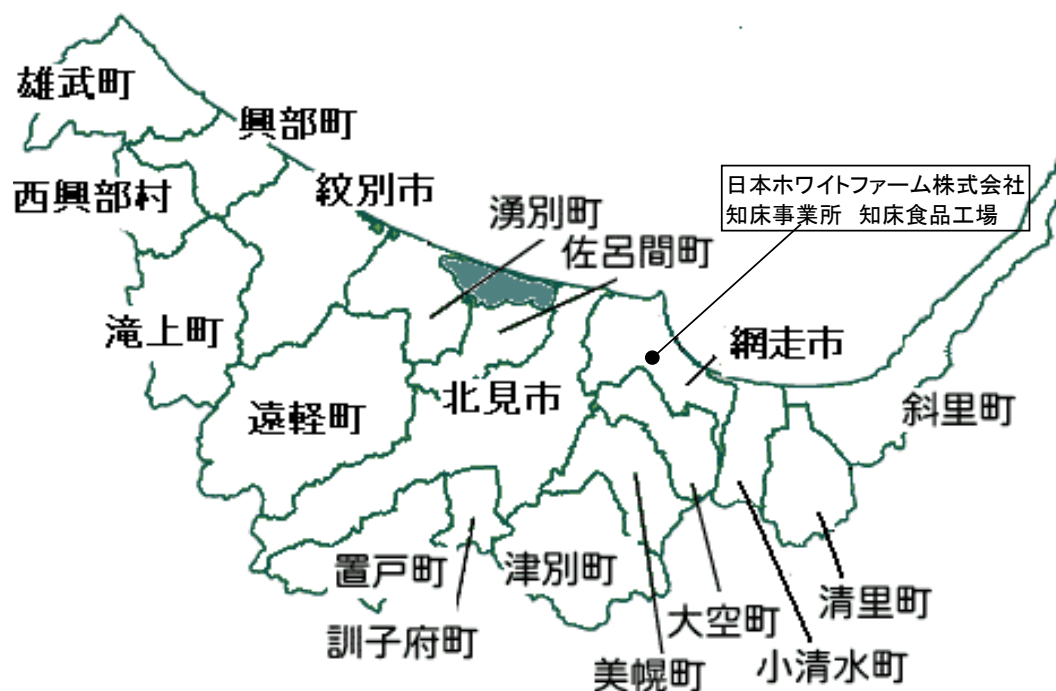 雄武町
興部町
西興部村
紋別市
湧別町
佐呂間町
日本ホワイトファーム株式会社
知床事業所 知床食品工場
滝上町
網走市
遠軽町
北見市
斜里町
置戸町
津別町
訓子府町
大空町
清里町
美幌町
小清水町